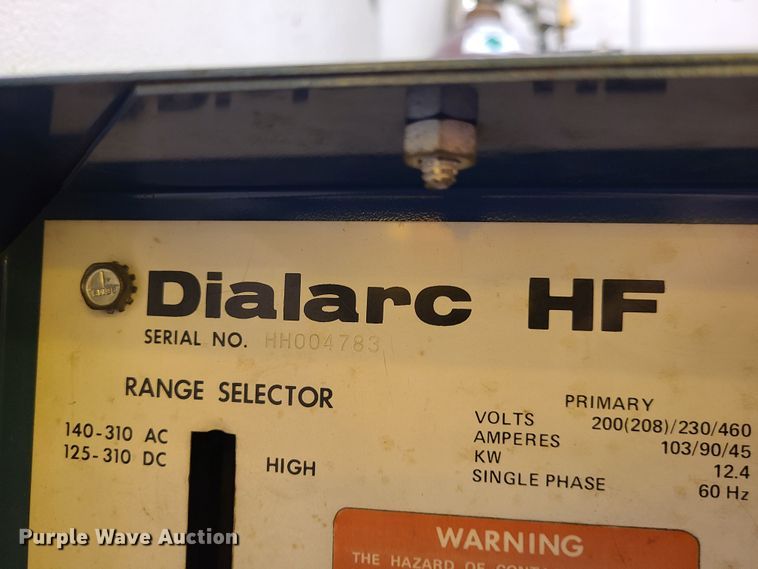 Dialarc HF
SERIAL NO. HH004783
RANGE SELECTOR
140-310 AC
125-310 DC
HIGH
PRIMARY
VOLTS 200(208)/230/460
AMPERES 103/90/45
KW 12.4
SINGLE PHASE 60 Hz
WARNING
Purple Wave Auction